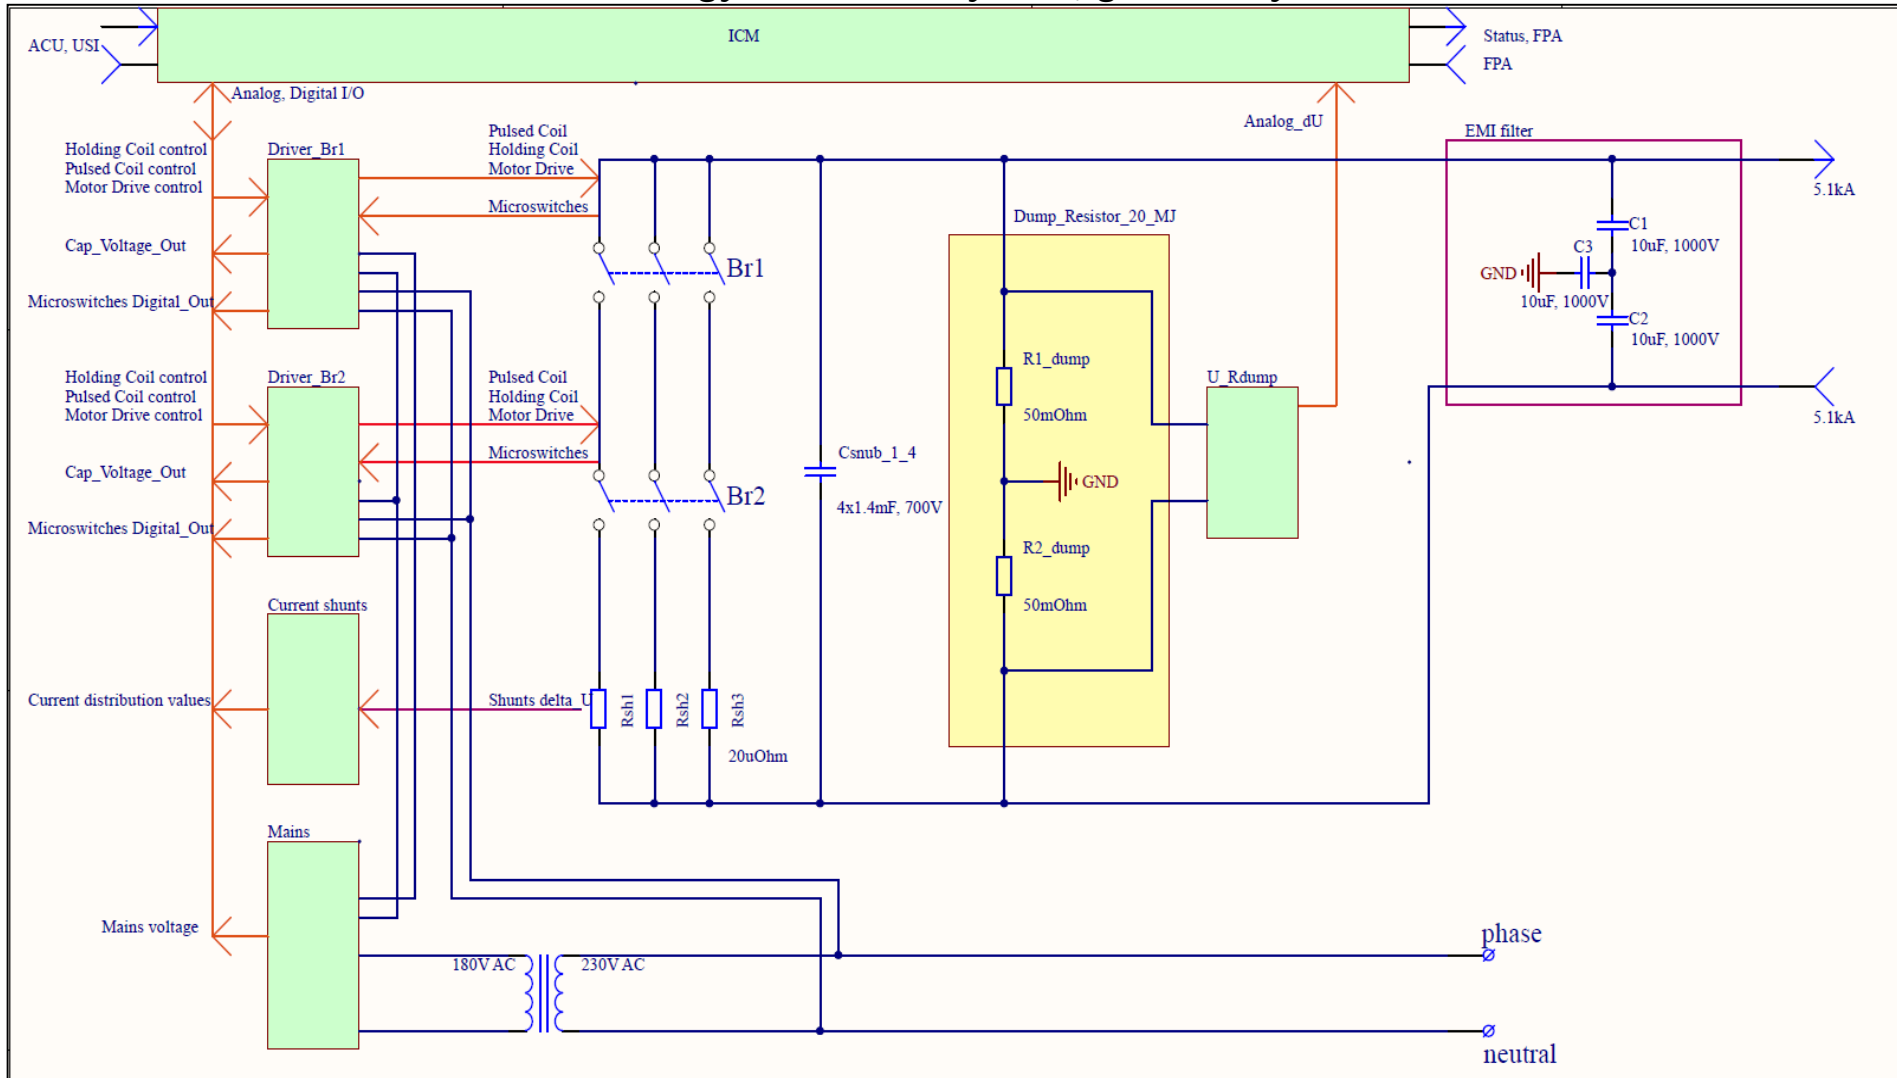 ICM
ACU, USI
Status, FPA
FPA
Analog, Digital I/O
Analog_dU
EMI filter
Holding Coil control
Pulsed Coil control
Motor Drive control
Driver_Br1
Pulsed Coil
Holding Coil
Motor Drive
Microswitches
5.1kA
Dump_Resistor_20_MJ
Cap_Voltage_Out
Br1
C1
10uF, 1000V
C3
GND
10uF, 1000V
C2
10uF, 1000V
Microswitches Digital_Out
R1_dump
50mOhm
Holding Coil control
Pulsed Coil control
Motor Drive control
Driver_Br2
Pulsed Coil
Holding Coil
Motor Drive
Microswitches
U_Rdump
5.1kA
Cap_Voltage_Out
Br2
Csnub_1_4
4x1.4mF, 700V
GND
Microswitches Digital_Out
R2_dump
50mOhm
Current shunts
Current distribution values
Shunts delta_U
Rsh1
Rsh2
Rsh3
20uOhm
Mains
Mains voltage
180V AC
230V AC
phase
neutral